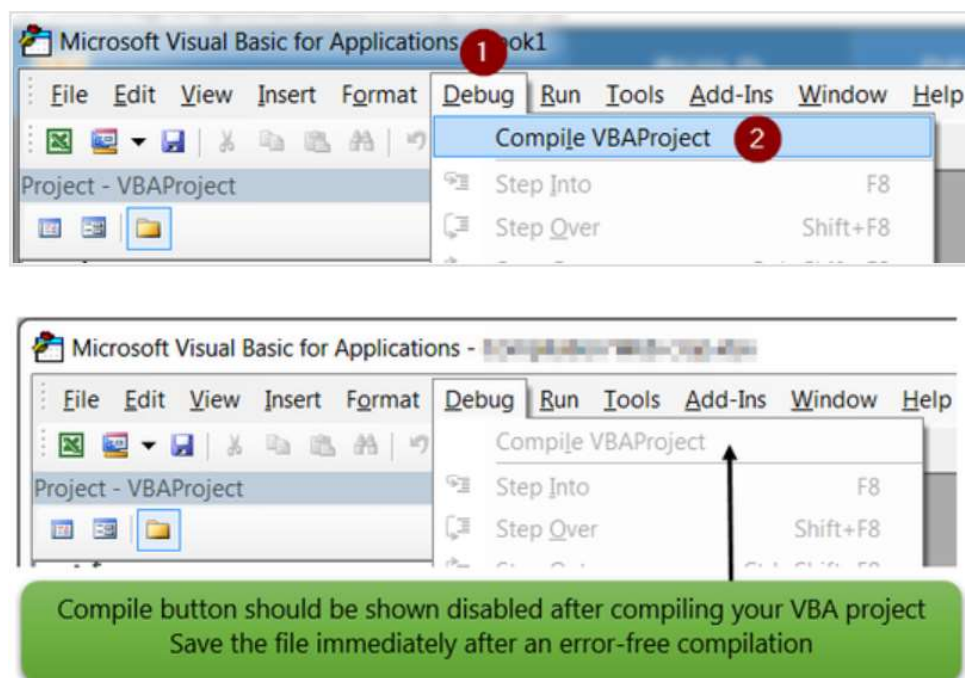 Microsoft Visual Basic for Applications ok1
1
File Edit View Insert Format Debug Run Tools Add-Ins Window Help
Compile VBAProject 2
Project - VBAProject
Step Into F8
Step Over Shift+F8
Microsoft Visual Basic for Applications -
File Edit View Insert Format Debug Run Tools Add-Ins Window Help
Compile VBAProject
Project - VBAProject
Step Into F8
Step Over Shift+F8
Compile button should be shown disabled after compiling your VBA project
Save the file immediately after an error-free compilation